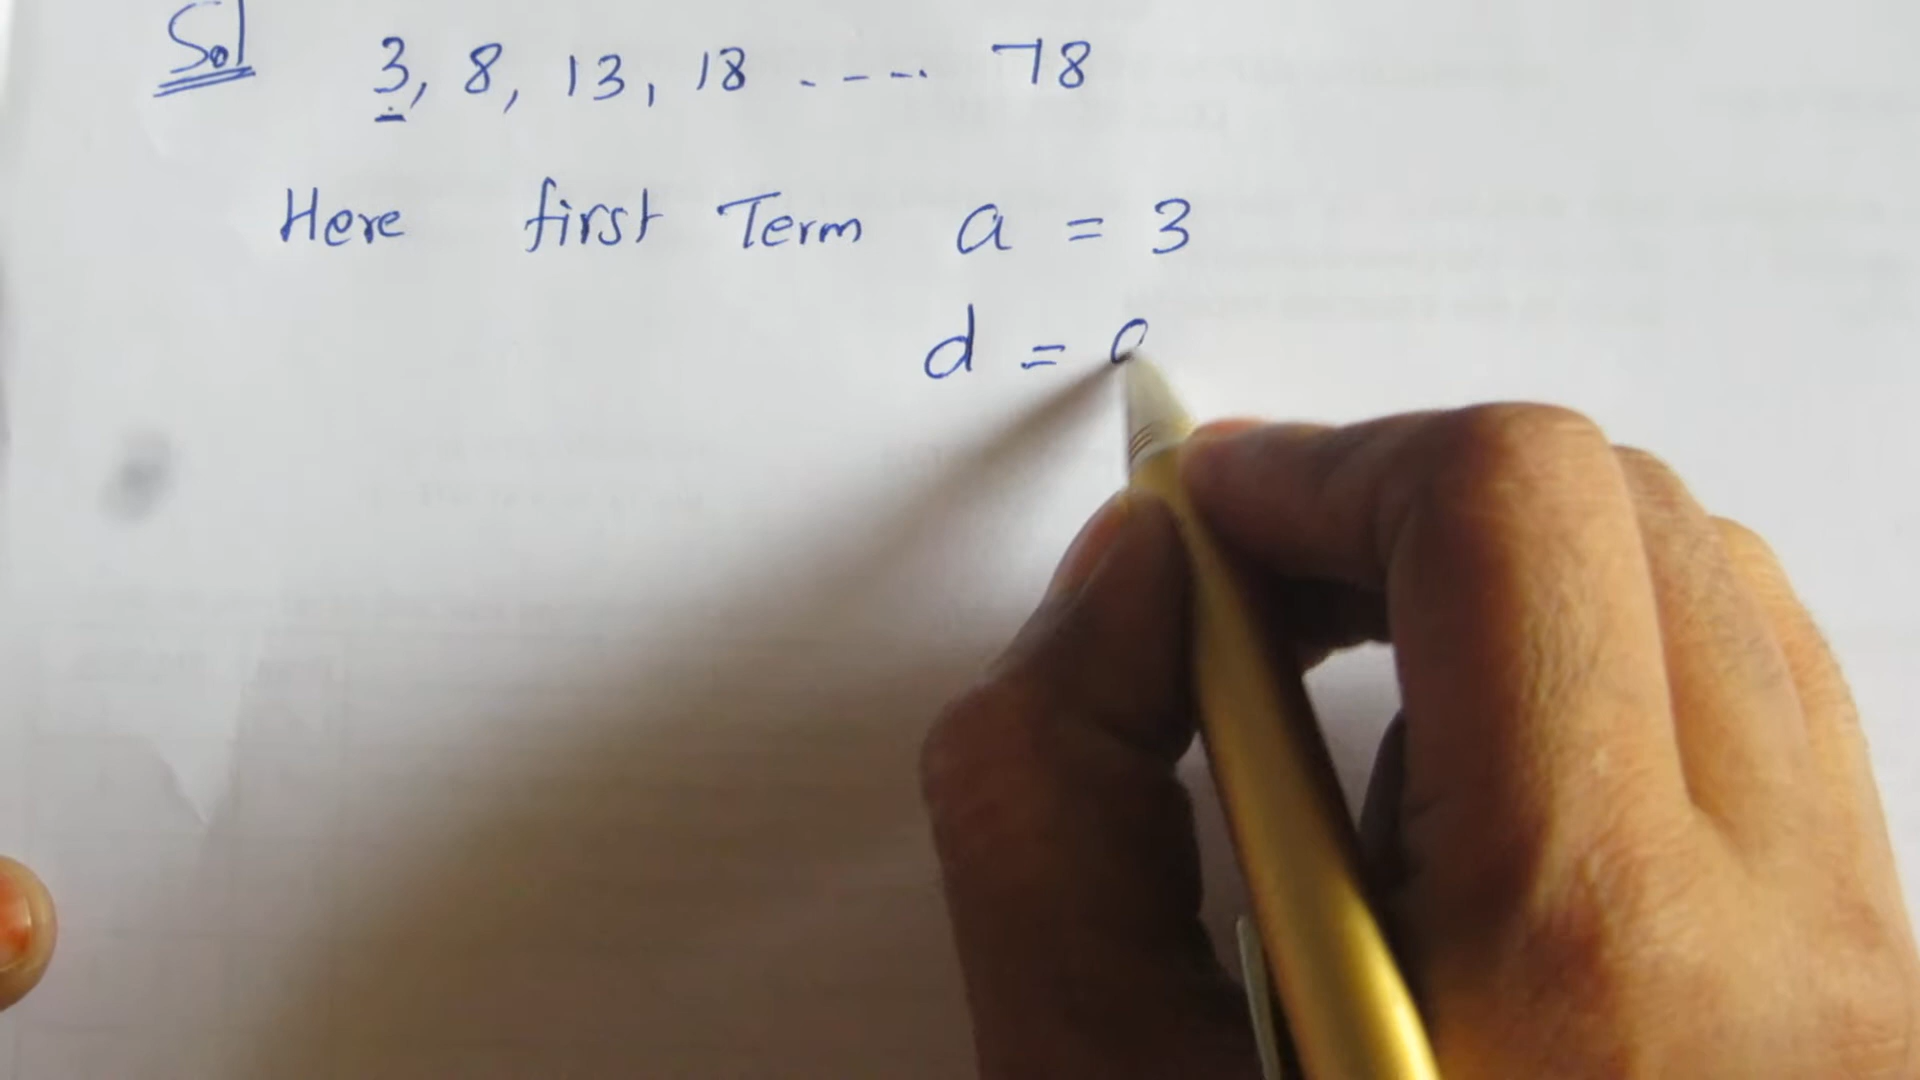 Sol 3, 8, 13, 18 ----. 78
Here first Term a = 3
d =